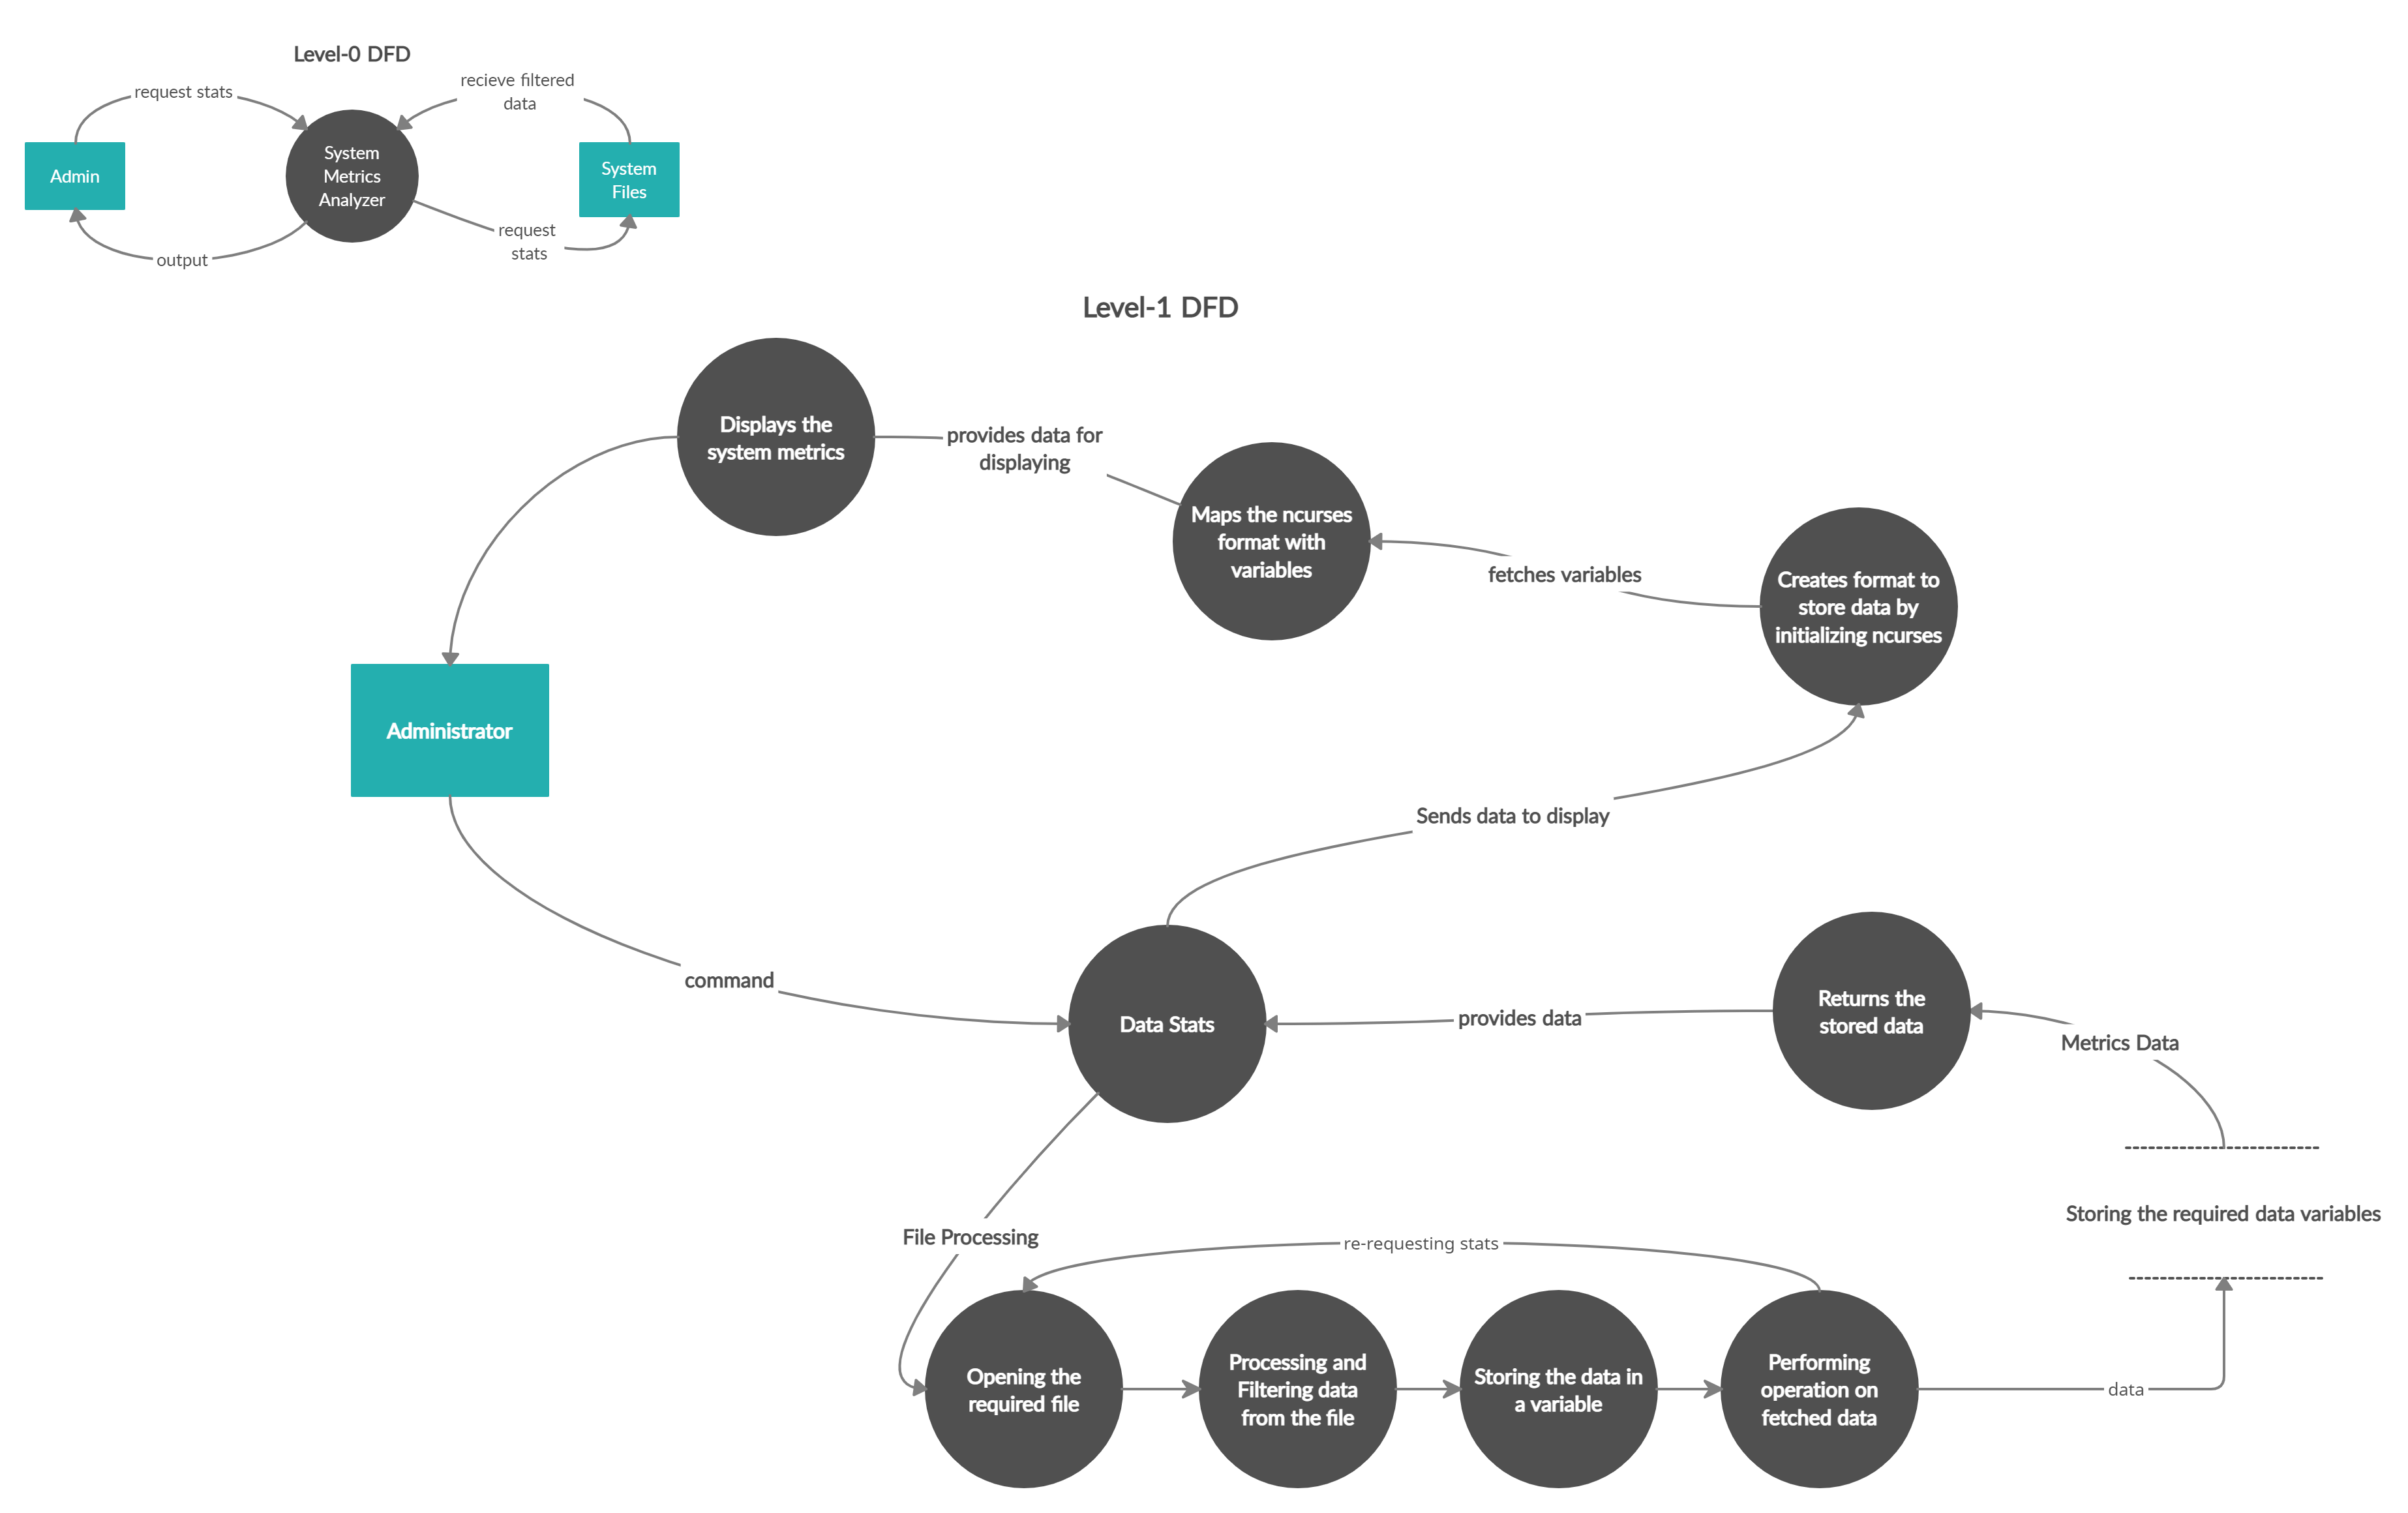 Level-0 DFD
request stats
recieve filtered
data
Admin
System
Metrics
Analyzer
System
Files
output
request
stats
Level-1 DFD
Displays the
system metrics
provides data for
displaying
Maps the ncurses
format with
variables
fetches variables
Creates format to
store data by
initializing ncurses
Administrator
Sends data to display
command
Data Stats
provides data
Returns the
stored data
Metrics Data
Storing the required data variables
File Processing
re-requesting stats
Opening the
required file
Processing and
Filtering data
from the file
Storing the data in
a variable
Performing
operation on
fetched data
data